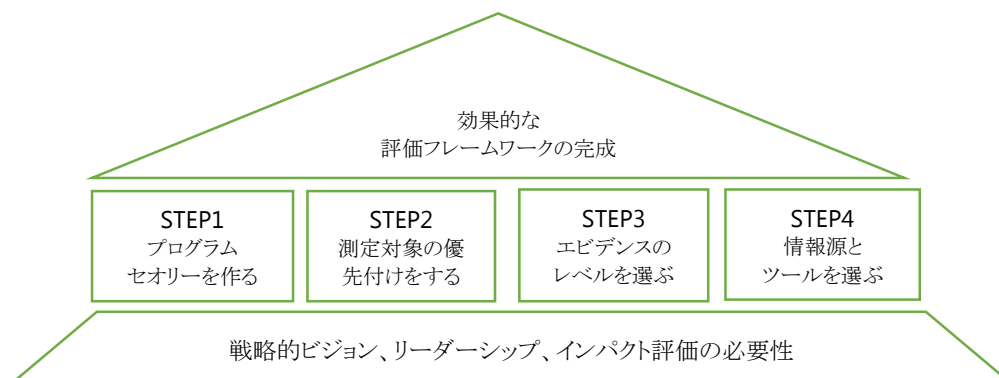 効果的な
評価フレームワークの完成
STEP1
プログラム
セオリーを作る
STEP2
測定対象の優
先付けをする
STEP3
エビデンスの
レベルを選ぶ
STEP4
情報源と
ツールを選ぶ
戦略的ビジョン、リーダーシップ、インパクト評価の必要性